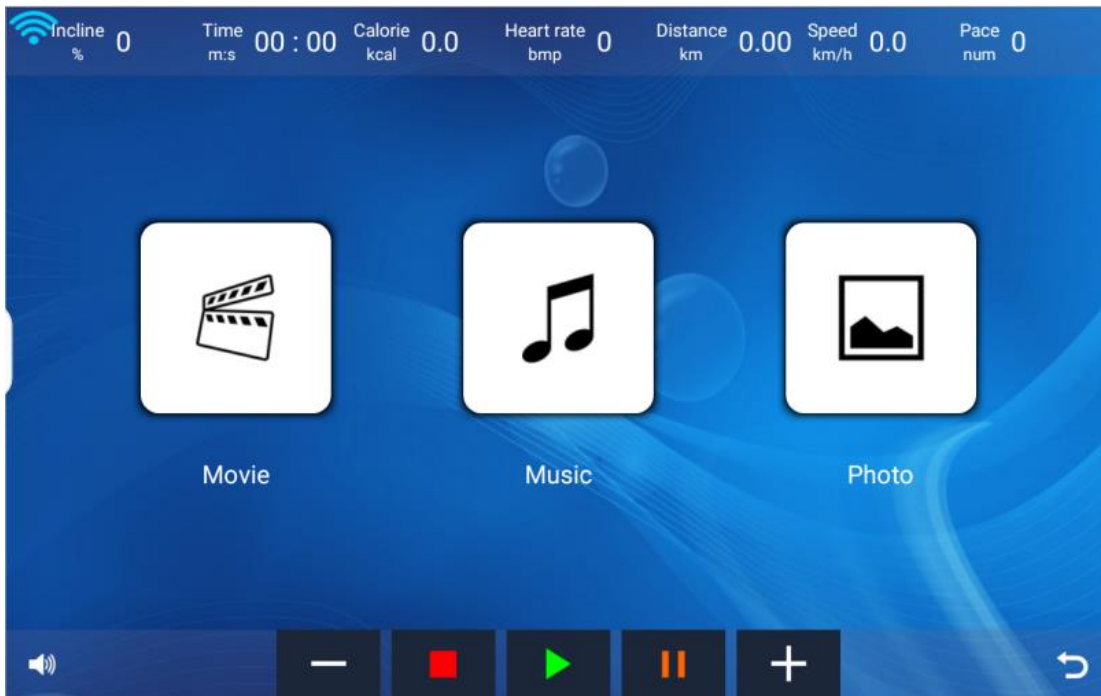 Incline % 0
Time m:s 00 : 00
Calorie kcal 0.0
Heart rate bmp 0
Distance km 0.00
Speed km/h 0.0
Pace num 0
Movie
Music
Photo